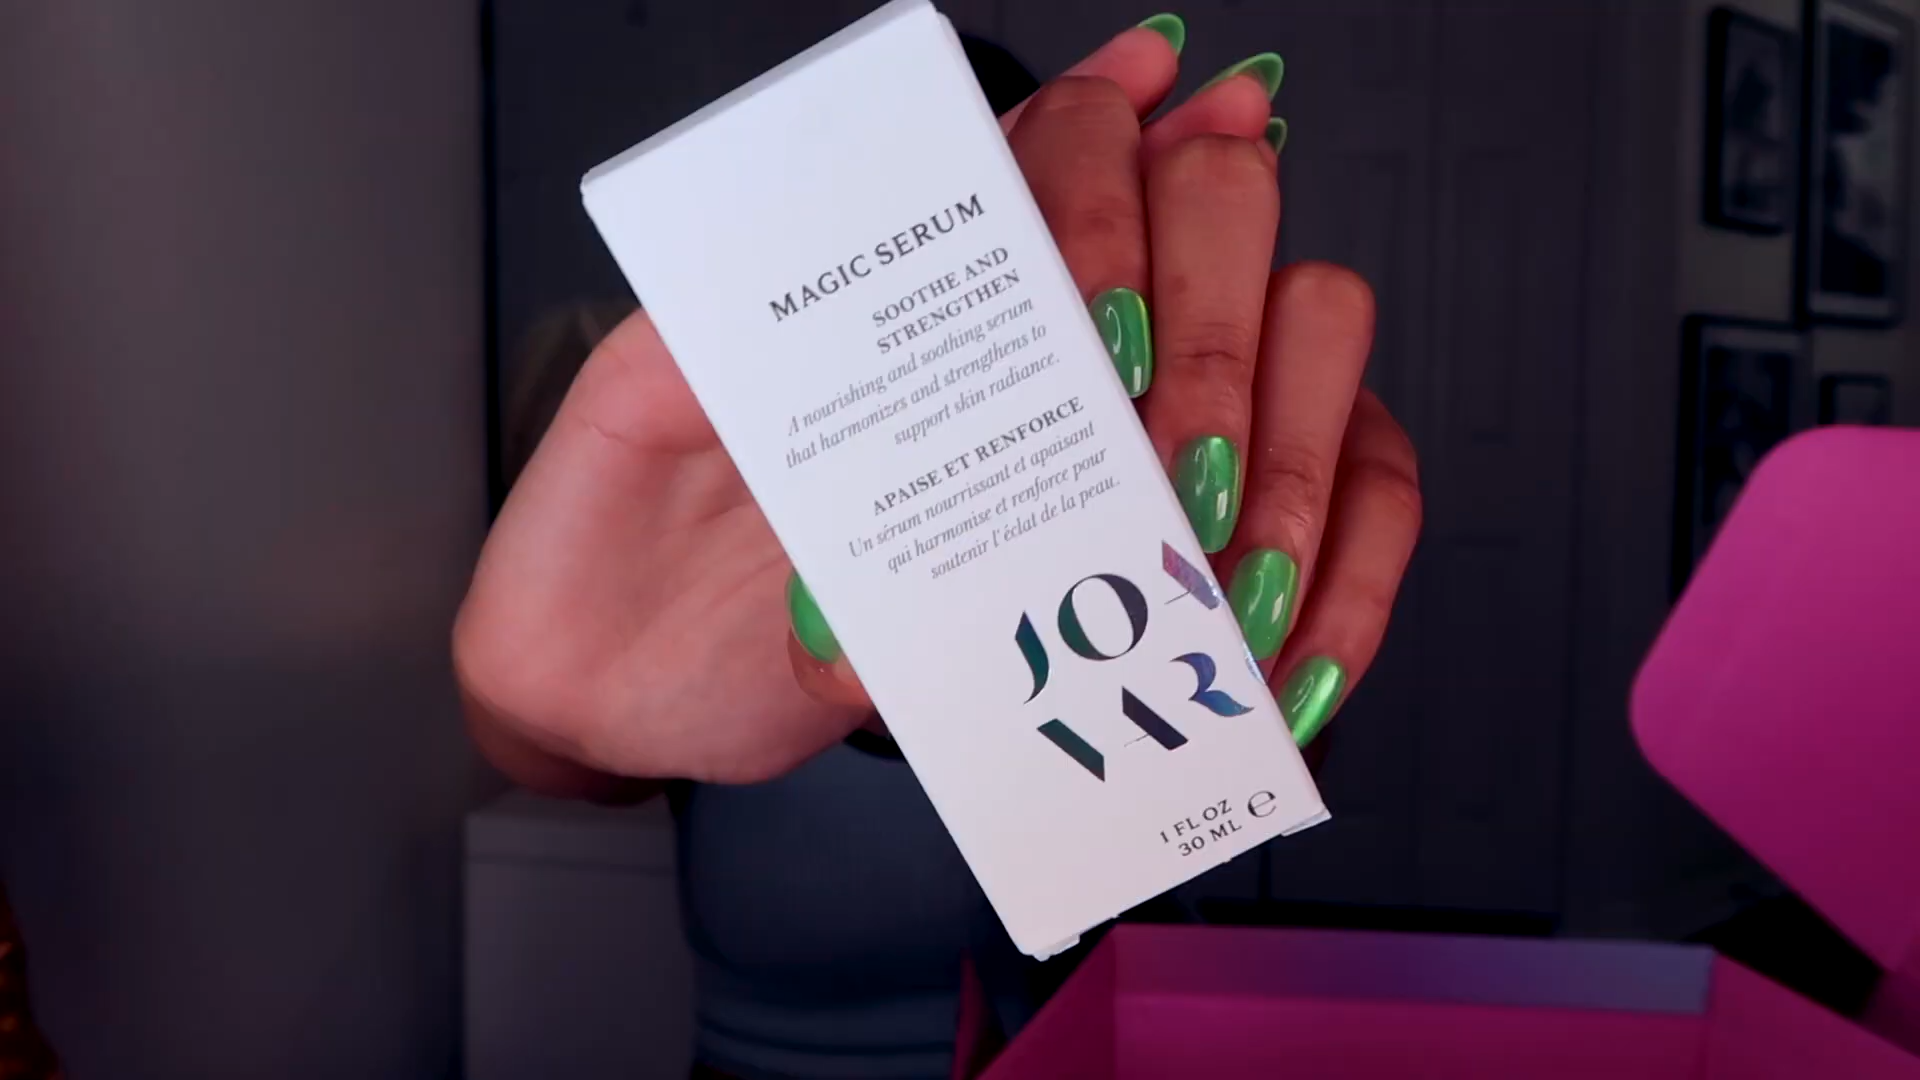 MAGIC SERUM
SOOTHE AND
STRENGTHEN
A nourishing and soothing serum
that harmonizes and strengthens to
support skin radiance.
APAISE ET RENFORCE
Un sérum nourrissant et apaisant
qui harmonise et renforce pour
soutenir l'éclat de la peau.
JOA
VAR
1 FL OZ
30 ML ℮